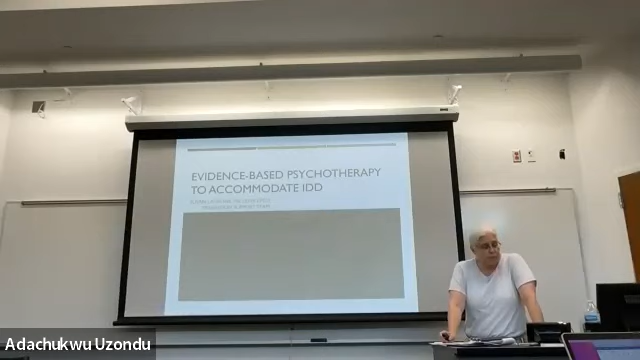 EVIDENCE-BASED PSYCHOTHERAPY
TO ACCOMMODATE IDD
Adachukwu Uzondu